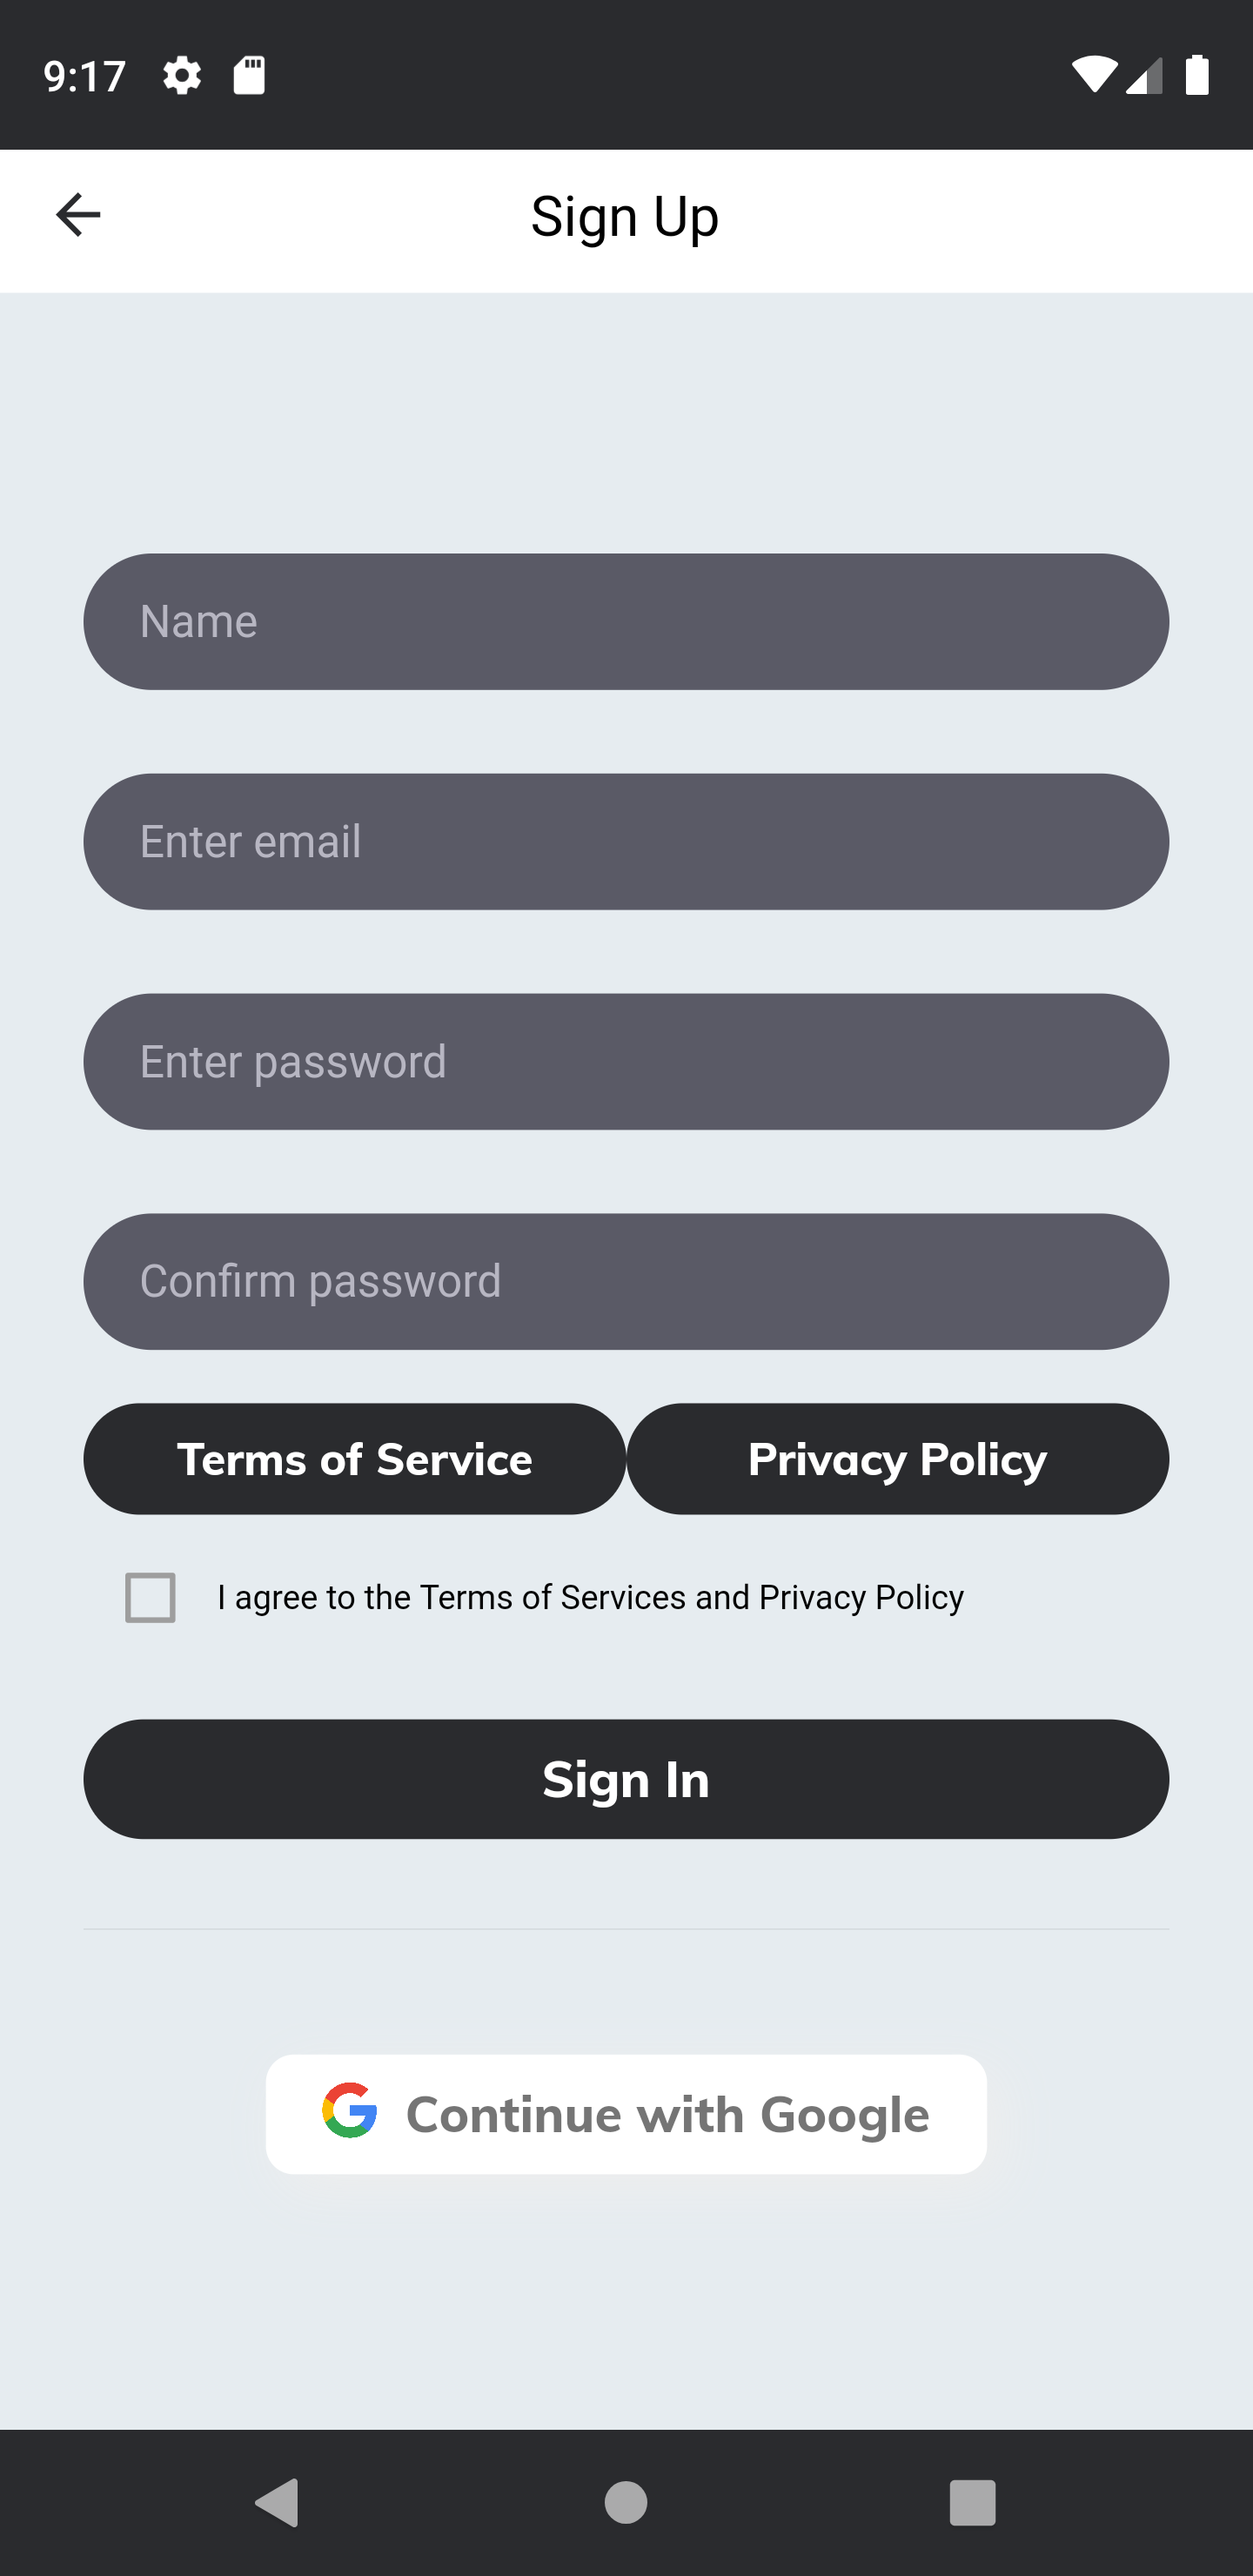 9:17
Sign Up
Name
Enter email
Enter password
Confirm password
Terms of Service Privacy Policy
I agree to the Terms of Services and Privacy Policy
Sign In
Continue with Google